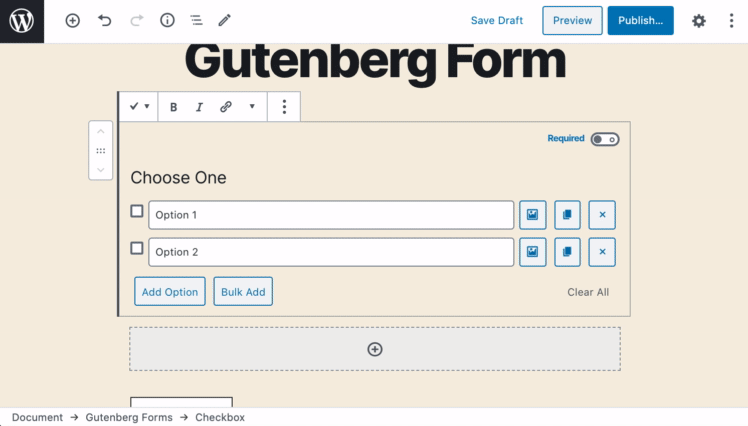 Save Draft Preview Publish...
Gutenberg Form
B I
Required
Choose One
Option 1
Option 2
Add Option Bulk Add Clear All
Document → Gutenberg Forms → Checkbox